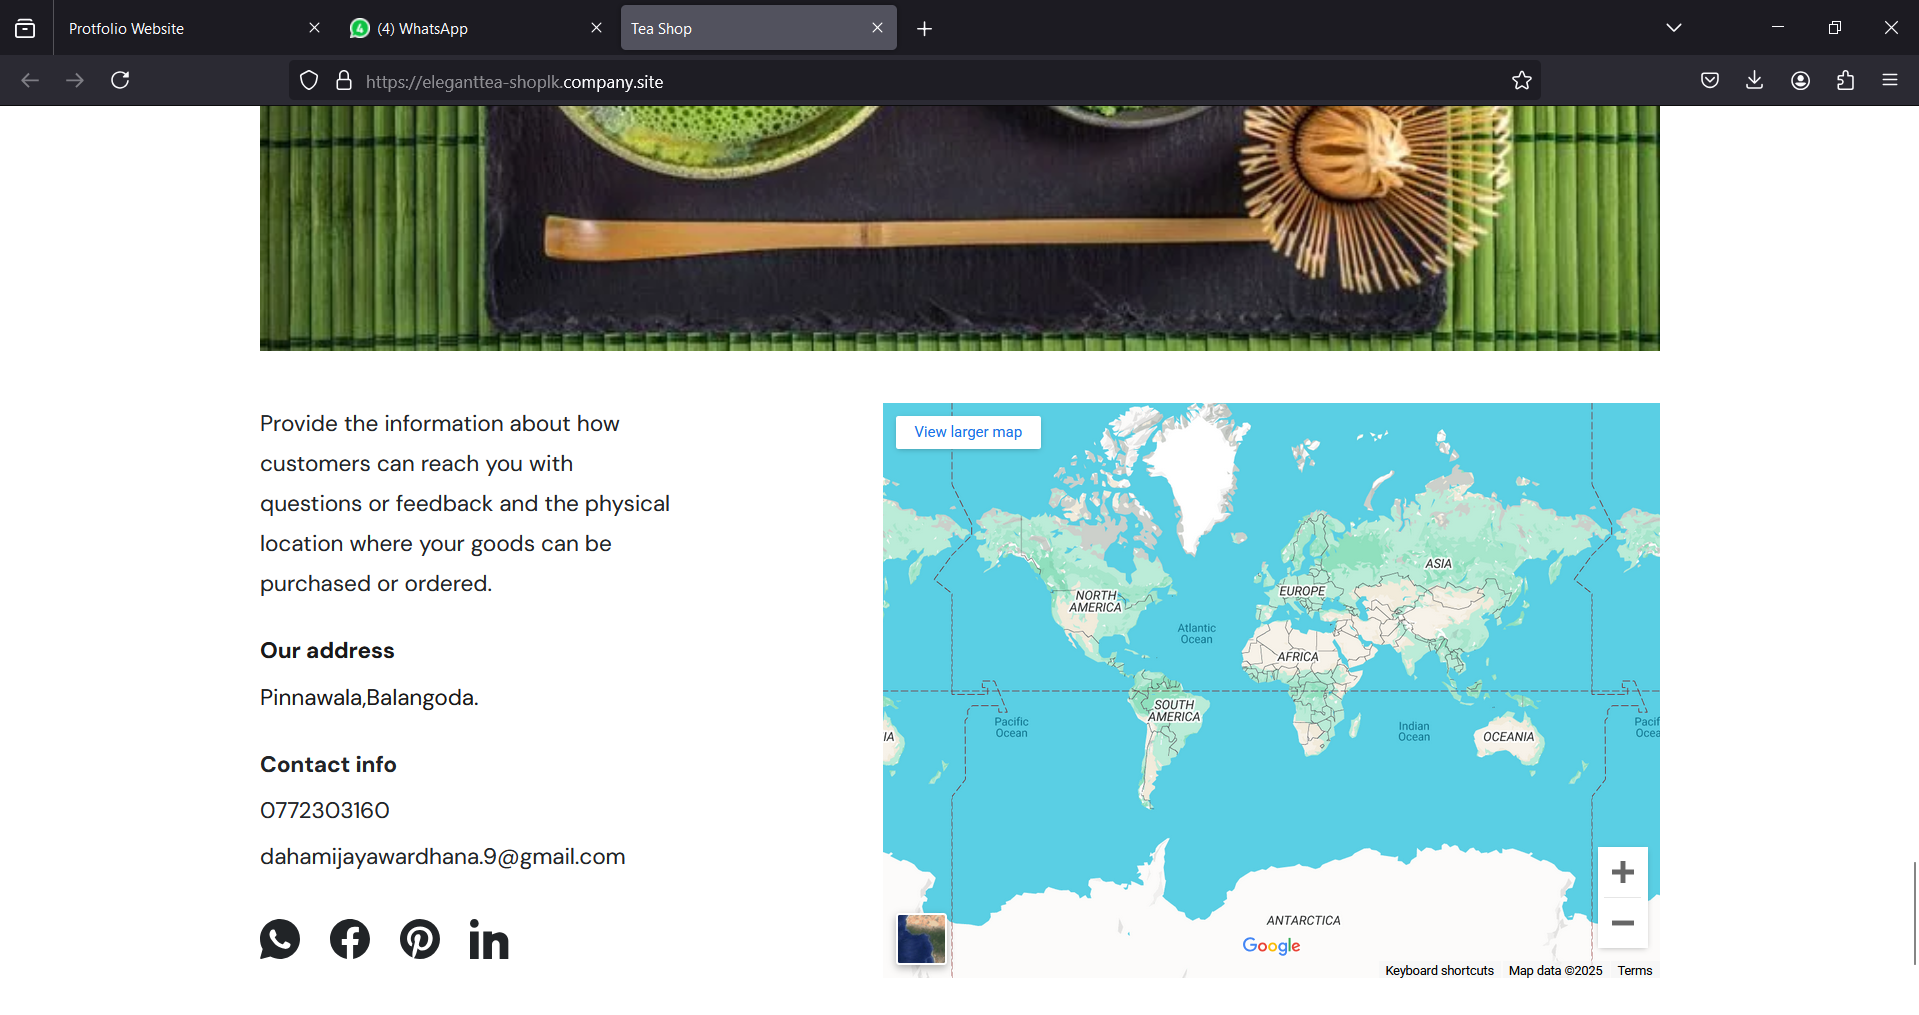 Protfolio Website
(4) WhatsApp
Tea Shop
https://eleganttea-shoplk.company.site
Provide the information about how
customers can reach you with
questions or feedback and the physical
location where your goods can be
purchased or ordered.
Our address
Pinnawala,Balangoda.
Contact info
0772303160
dahamijayawardhana.9@gmail.com
View larger map
NORTH
AMERICA
EUROPE
ASIA
Atlantic
Ocean
AFRICA
SOUTH
AMERICA
Pacific
Ocean
Indian
Ocean
IA
OCEANIA
Pacif
Ocea
ANTARCTICA
Google
Keyboard shortcuts
Map data ©2025
Terms